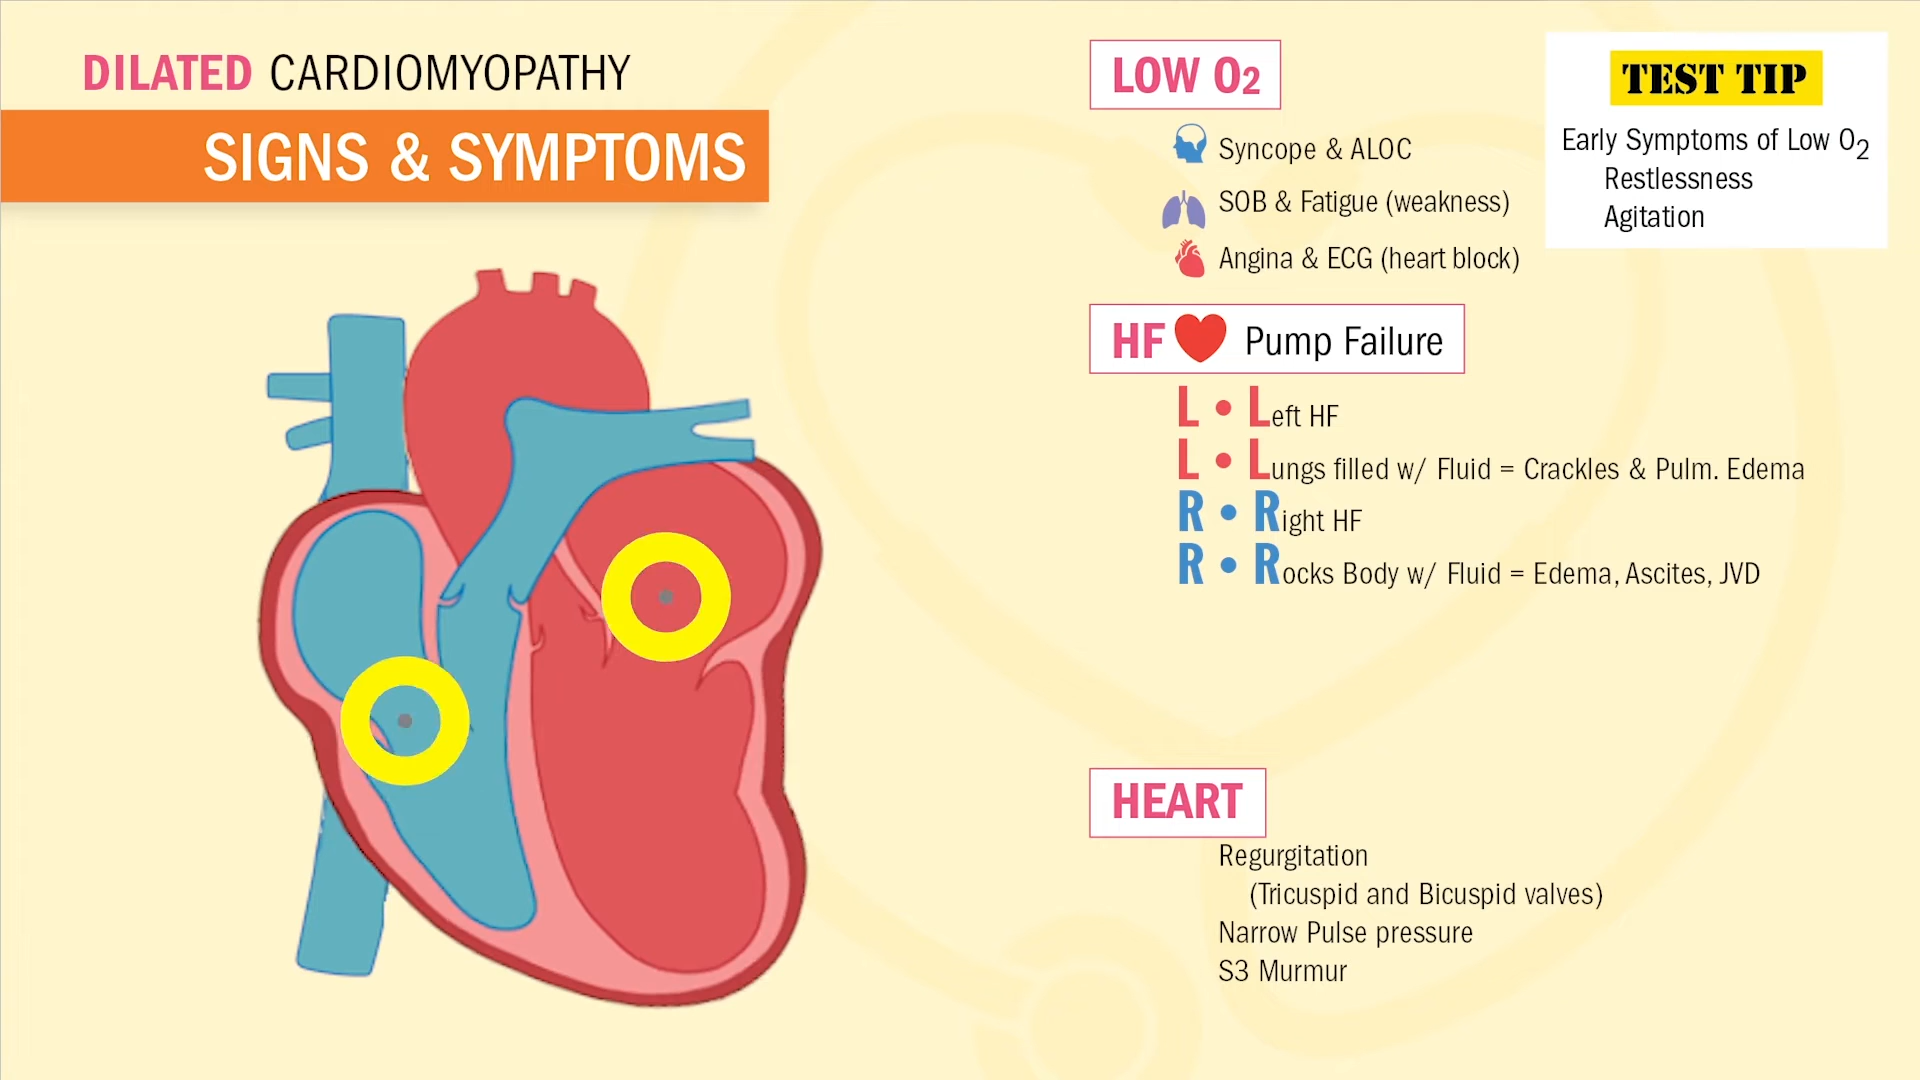 DILATED CARDIOMYOPATHY
SIGNS & SYMPTOMS
LOW O2
Syncope & ALOC
SOB & Fatigue (weakness)
Angina & ECG (heart block)
TEST TIP
Early Symptoms of Low O2
Restlessness
Agitation
HF Pump Failure
L • Left HF
L • Lungs filled w/ Fluid = Crackles & Pulm. Edema
R • Right HF
R • Rocks Body w/ Fluid = Edema, Ascites, JVD
HEART
Regurgitation
(Tricuspid and Bicuspid valves)
Narrow Pulse pressure
S3 Murmur